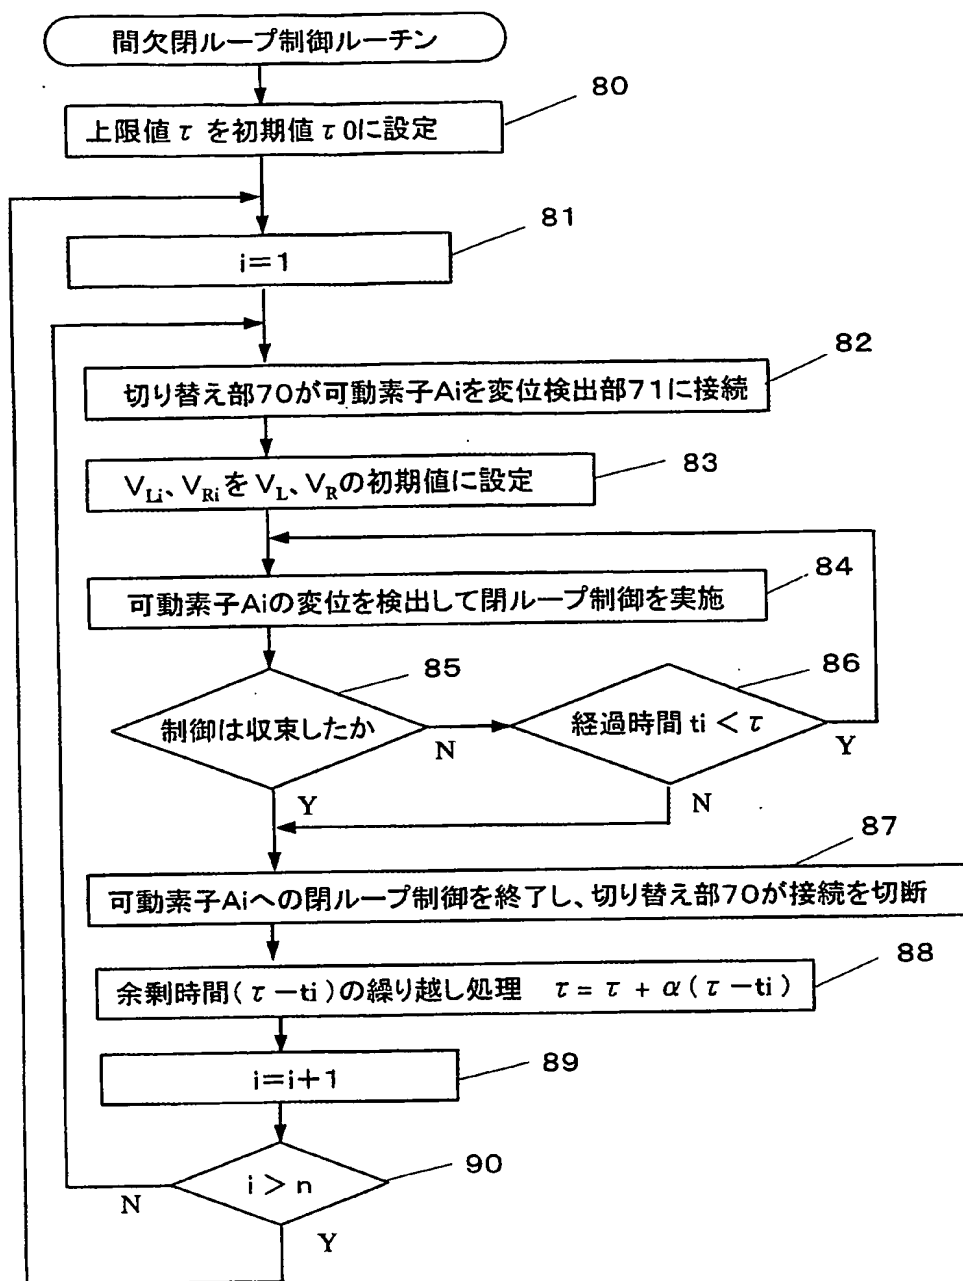 間欠閉ループ制御ルーチン
80
上限値τ を初期値τ0に設定
81
i=1
82
切り替え部70が可動素子Aiを変位検出部71に接続
83
VLi、VRiをVL、VRの初期値に設定
84
可動素子Aiの変位を検出して閉ループ制御を実施
85
86
制御は収束したか
経過時間 ti < τ
N
Y
Y
N
87
可動素子Aiへの閉ループ制御を終了し、切り替え部70が接続を切断
88
余剰時間(τ-ti)の繰り越し処理 τ=τ+α(τ-ti)
89
i=i+1
90
i>n
N
Y